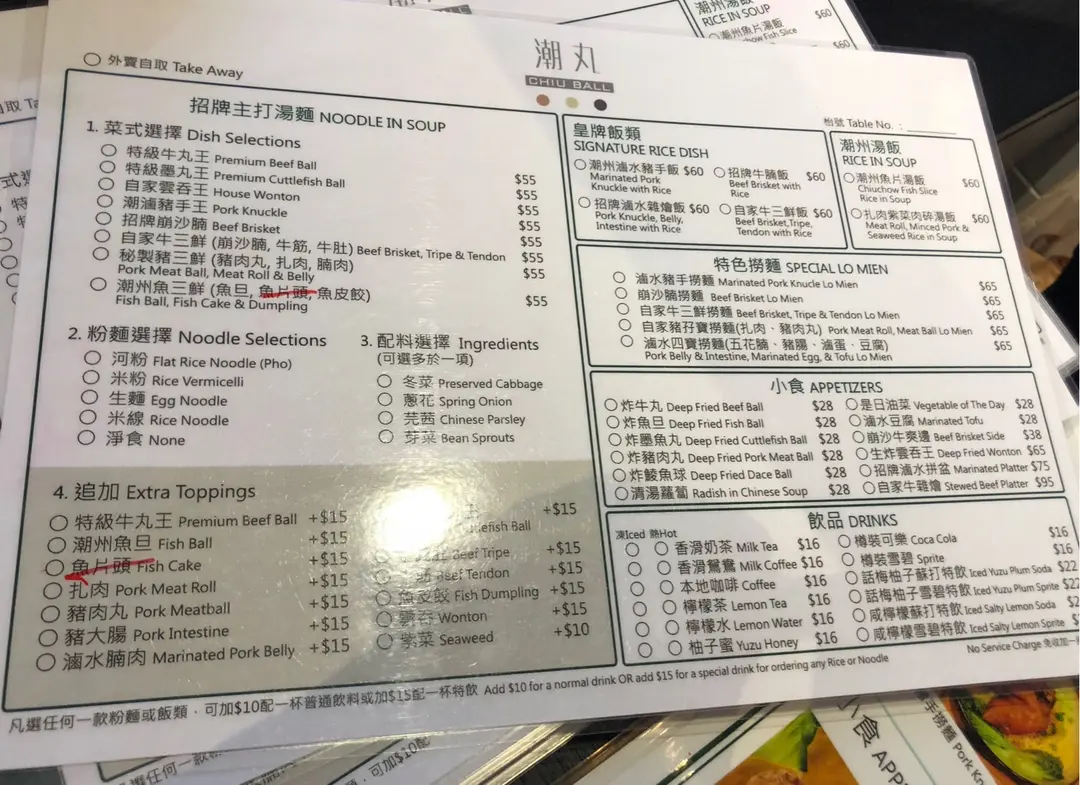 潮州湯飯
RICE IN SOUP
潮州魚片湯飯 $60
Chiuchow Fish Slice
Rice in Soup
$60
外賣自取 Take Away
潮丸
CHIU BALL
枱號 Table No. : ________
招牌主打湯麵 NOODLE IN SOUP
1. 菜式選擇 Dish Selections
特級牛丸王 Premium Beef Ball
特級墨丸王 Premium Cuttlefish Ball $55
自家雲吞王 House Wonton $55
潮滷豬手王 Pork Knuckle $55
招牌崩沙腩 Beef Brisket $55
自家牛三鮮 (崩沙腩, 牛筋, 牛肚) Beef Brisket, Tripe & Tendon $55
秘製豬三鮮 (豬肉丸, 扎肉, 腩肉) $55
Pork Meat Ball, Meat Roll & Belly $55
潮州魚三鮮 (魚旦, 魚片頭, 魚皮餃)
Fish Ball, Fish Cake & Dumpling $55
2. 粉麵選擇 Noodle Selections
河粉 Flat Rice Noodle (Pho)
米粉 Rice Vermicelli
生麵 Egg Noodle
米線 Rice Noodle
淨食 None
3. 配料選擇 Ingredients
(可選多於一項)
冬菜 Preserved Cabbage
蔥花 Spring Onion
芫茜 Chinese Parsley
芽菜 Bean Sprouts
4. 追加 Extra Toppings
特級牛丸王 Premium Beef Ball +$15
潮州魚旦 Fish Ball +$15
魚片頭 Fish Cake +$15
扎肉 Pork Meat Roll +$15
豬肉丸 Pork Meatball +$15
豬大腸 Pork Intestine +$15
滷水腩肉 Marinated Pork Belly +$15
Ball +$15
Beef Tripe +$15
Beef Tendon +$15
魚皮餃 Fish Dumpling +$15
雲吞 Wonton +$15
紫菜 Seaweed +$10
皇牌飯類
SIGNATURE RICE DISH
潮州滷水豬手飯 $60
Marinated Pork
Knuckle with Rice
招牌牛腩飯 $60
Beef Brisket with
Rice
招牌滷水雜燴飯 $60
Pork Knuckle, Belly,
Intestine with Rice
自家牛三鮮飯 $60
Beef Brisket,Tripe,
Tendon with Rice
潮州湯飯
RICE IN SOUP
潮州魚片湯飯 $60
Chiuchow Fish Slice
Rice in Soup
扎肉紫菜肉碎湯飯 $60
Meat Roll, Minced Pork &
Seaweed Rice in Soup
特色撈麵 SPECIAL LO MIEN
滷水豬手撈麵 Marinated Pork Knucle Lo Mien $65
崩沙腩撈麵 Beef Brisket Lo Mien $65
自家牛三鮮撈麵 Beef Brisket, Tripe & Tendon Lo Mien $65
自家豬孖寶撈麵(扎肉、豬肉丸) Pork Meat Roll, Meat Ball Lo Mien $65
滷水四寶撈麵(五花腩、豬腸、滷蛋、豆腐) $65
Pork Belly & Intestine, Marinated Egg, & Tofu Lo Mien
小食 APPETIZERS
炸牛丸 Deep Fried Beef Ball $28
炸魚旦 Deep Fried Fish Ball $28
炸墨魚丸 Deep Fried Cuttlefish Ball $28
炸豬肉丸 Deep Fried Pork Meat Ball $28
炸鯪魚球 Deep Fried Dace Ball $28
清湯蘿蔔 Radish in Chinese Soup $28
是日油菜 Vegetable of The Day $28
滷水豆腐 Marinated Tofu $28
崩沙牛爽邊 Beef Brisket Side $38
生炸雲吞王 Deep Fried Wonton $65
招牌滷水拼盆 Marinated Platter $75
自家牛雜燴 Stewed Beef Platter $95
飲品 DRINKS
凍Iced 熱Hot
香滑奶茶 Milk Tea $16
香滑鴛鴦 Milk Coffee $16
本地咖啡 Coffee $16
檸檬茶 Lemon Tea $16
檸檬水 Lemon Water $16
柚子蜜 Yuzu Honey $16
樽裝可樂 Coca Cola $16
樽裝雪碧 Sprite $16
話梅柚子蘇打特飲 Iced Yuzu Plum Soda $22
話梅柚子雪碧特飲 Iced Yuzu Plum Sprite $22
咸檸檬蘇打特飲 Iced Salty Lemon Soda
咸檸檬雪碧特飲 Iced Salty Lemon Sprite
No Service Charge 免收加一
凡選任何一款粉麵或飯類，可加$10配一杯普通飲料或加$15配一杯特飲 Add $10 for a normal drink OR add $15 for a special drink for ordering any Rice or Noodle
小食 APP